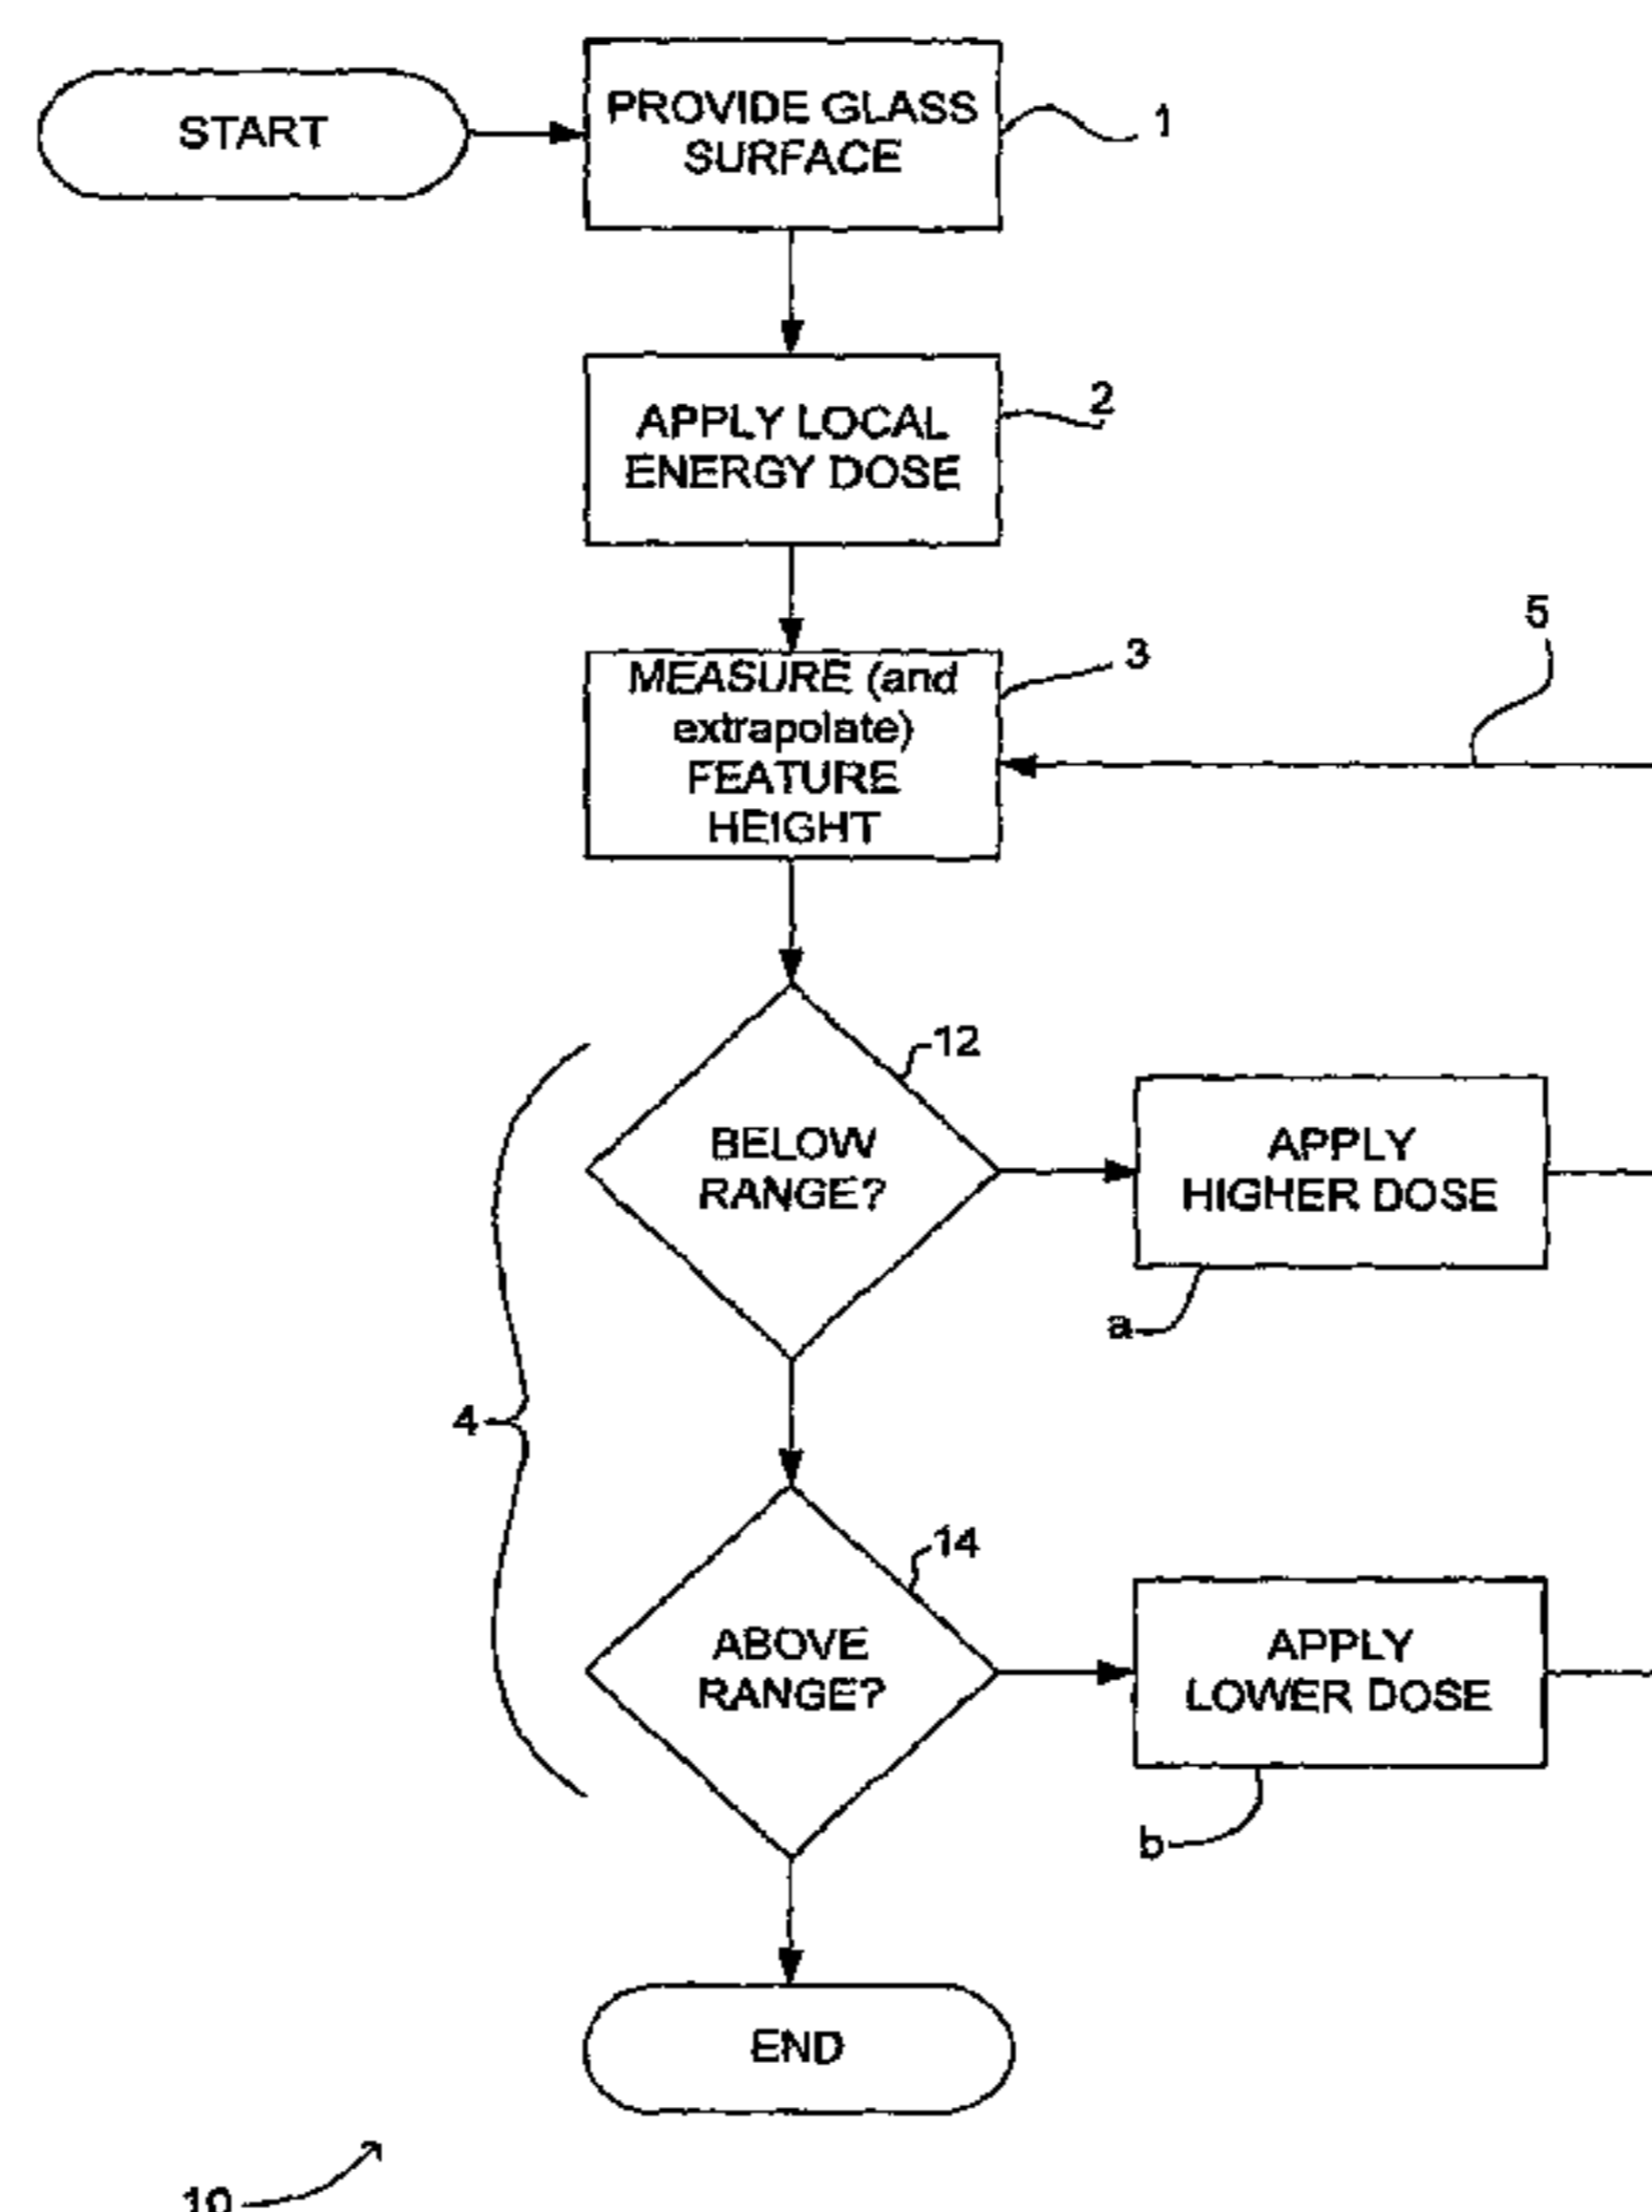 START
PROVIDE GLASS
SURFACE
1
APPLY LOCAL
ENERGY DOSE
2
MEASURE (and
extrapolate)
FEATURE
HEIGHT
3
5
12
BELOW
RANGE?
APPLY
HIGHER DOSE
a
4
14
ABOVE
RANGE?
APPLY
LOWER DOSE
b
END
10